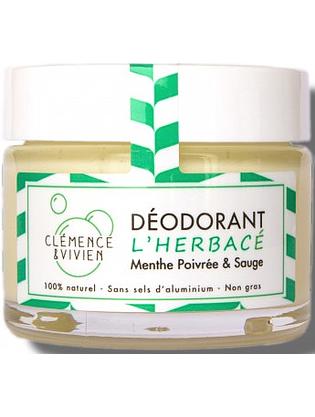 CLÉMENCE
& VIVIEN
DÉODORANT
L'HERBACÉ
Menthe Poivrée & Sauge
100% naturel - Sans sels d'aluminium - Non gras